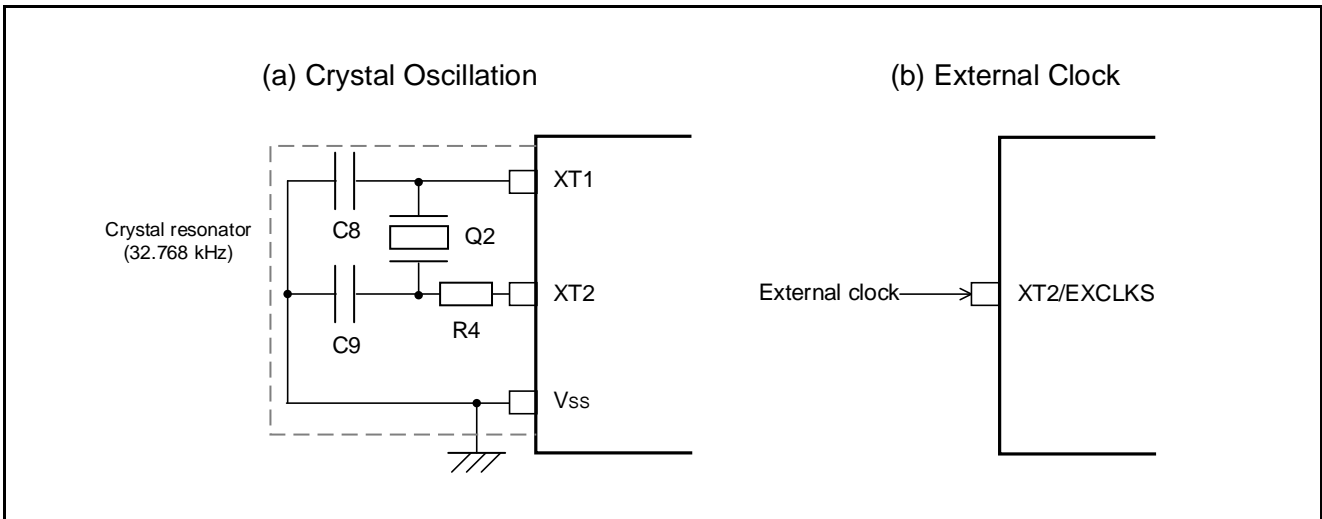 (a) Crystal Oscillation
(b) External Clock
XT1
C8
Q2
Crystal resonator
(32.768 kHz)
XT2
R4
C9
Vss
External clock
XT2/EXCLKS